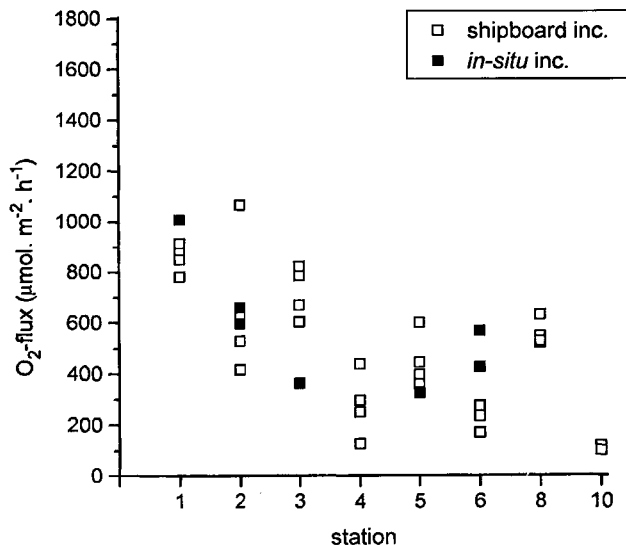 shipboard inc.
in-situ inc.
1800
1600
1400
1200
1000
800
600
400
200
0
O₂-flux (μmol. m⁻². h⁻¹)
1 2 3 4 5 6 8 10
station